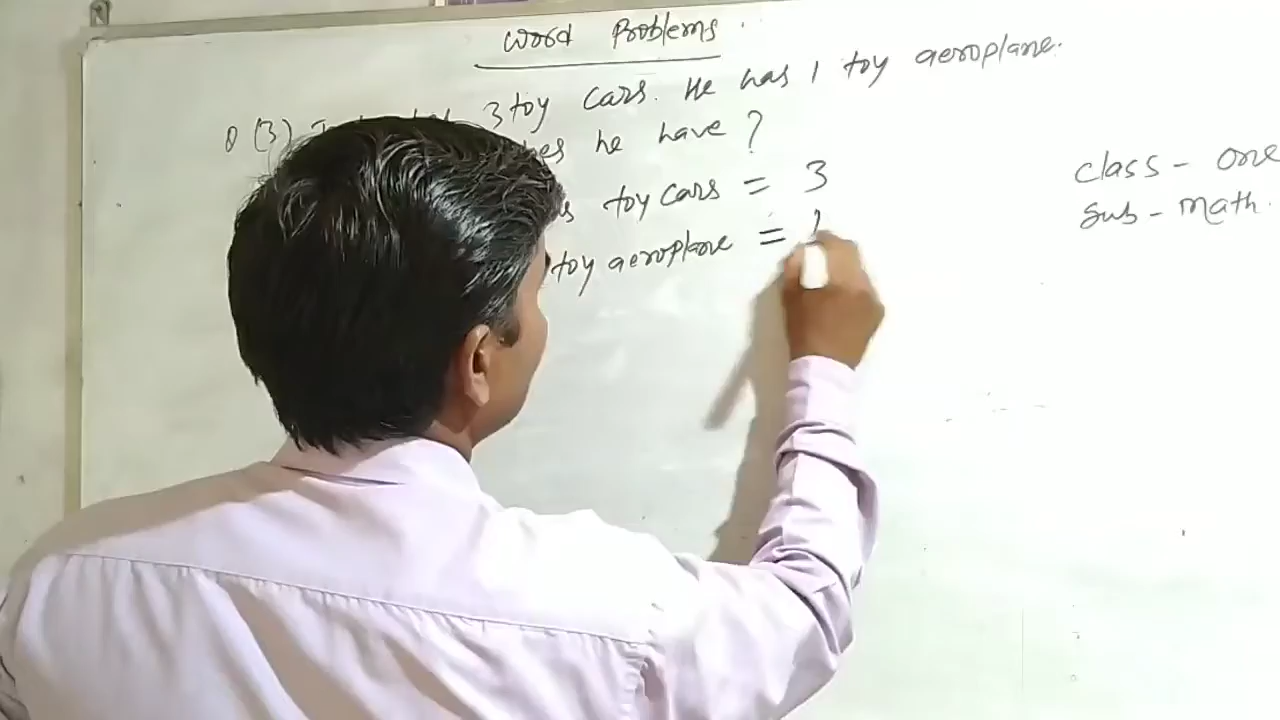 Word Problems
Q (3) 3 toy cars. He has 1 toy aeroplane.
he have ?
toy cars = 3
toy aeroplane = 1
class - one
sub - math.